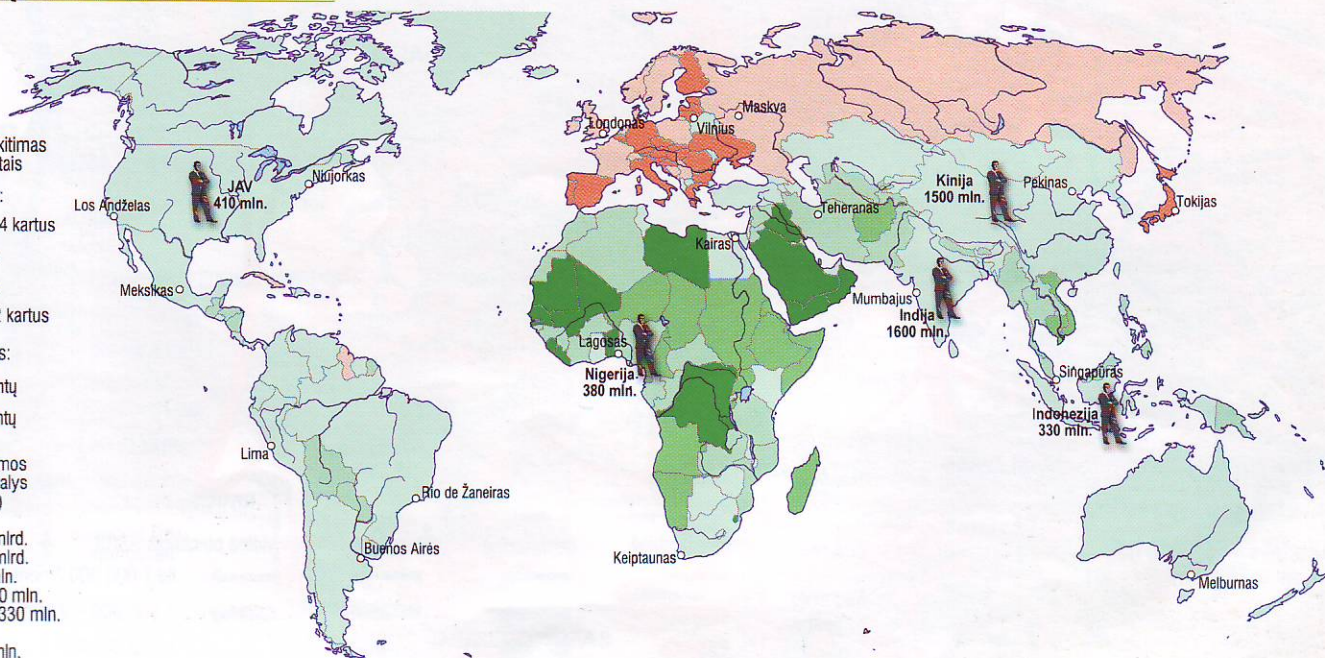 kitimas
tais
:
4 kartus
kartus
s:
ntų
ntų
mos
alys
)
mlrd.
mlrd.
ln.
0 mln.
330 mln.
mln.
JAV
410 mln.
Niujorkas
Los Andželas
Meksikas
Lima
Rio de Žaneiras
Buenos Airės
Londonas
Vilnius
Maskva
Kairas
Teheranas
Lagosas
Nigerija
380 mln.
Keiptaunas
Kinija
1500 mln.
Pekinas
Tokijas
Mumbajus
Indija
1600 mln.
Singapūras
Indonezija
330 mln.
Melburnas